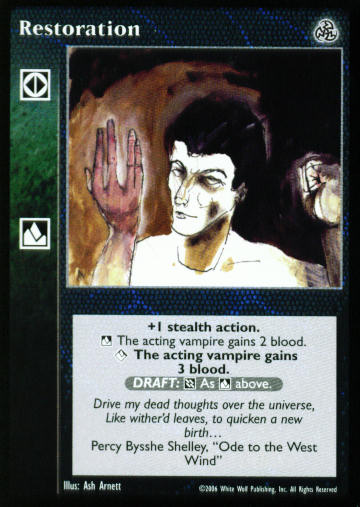 Restoration
+1 stealth action.
The acting vampire gains 2 blood.
The acting vampire gains
3 blood.
DRAFT: As above.
Drive my dead thoughts over the universe,
Like wither'd leaves, to quicken a new
birth…
Percy Bysshe Shelley, "Ode to the West
Wind"
Illus: Ash Arnett
©2006 White Wolf Publishing, Inc. All Rights Reserved